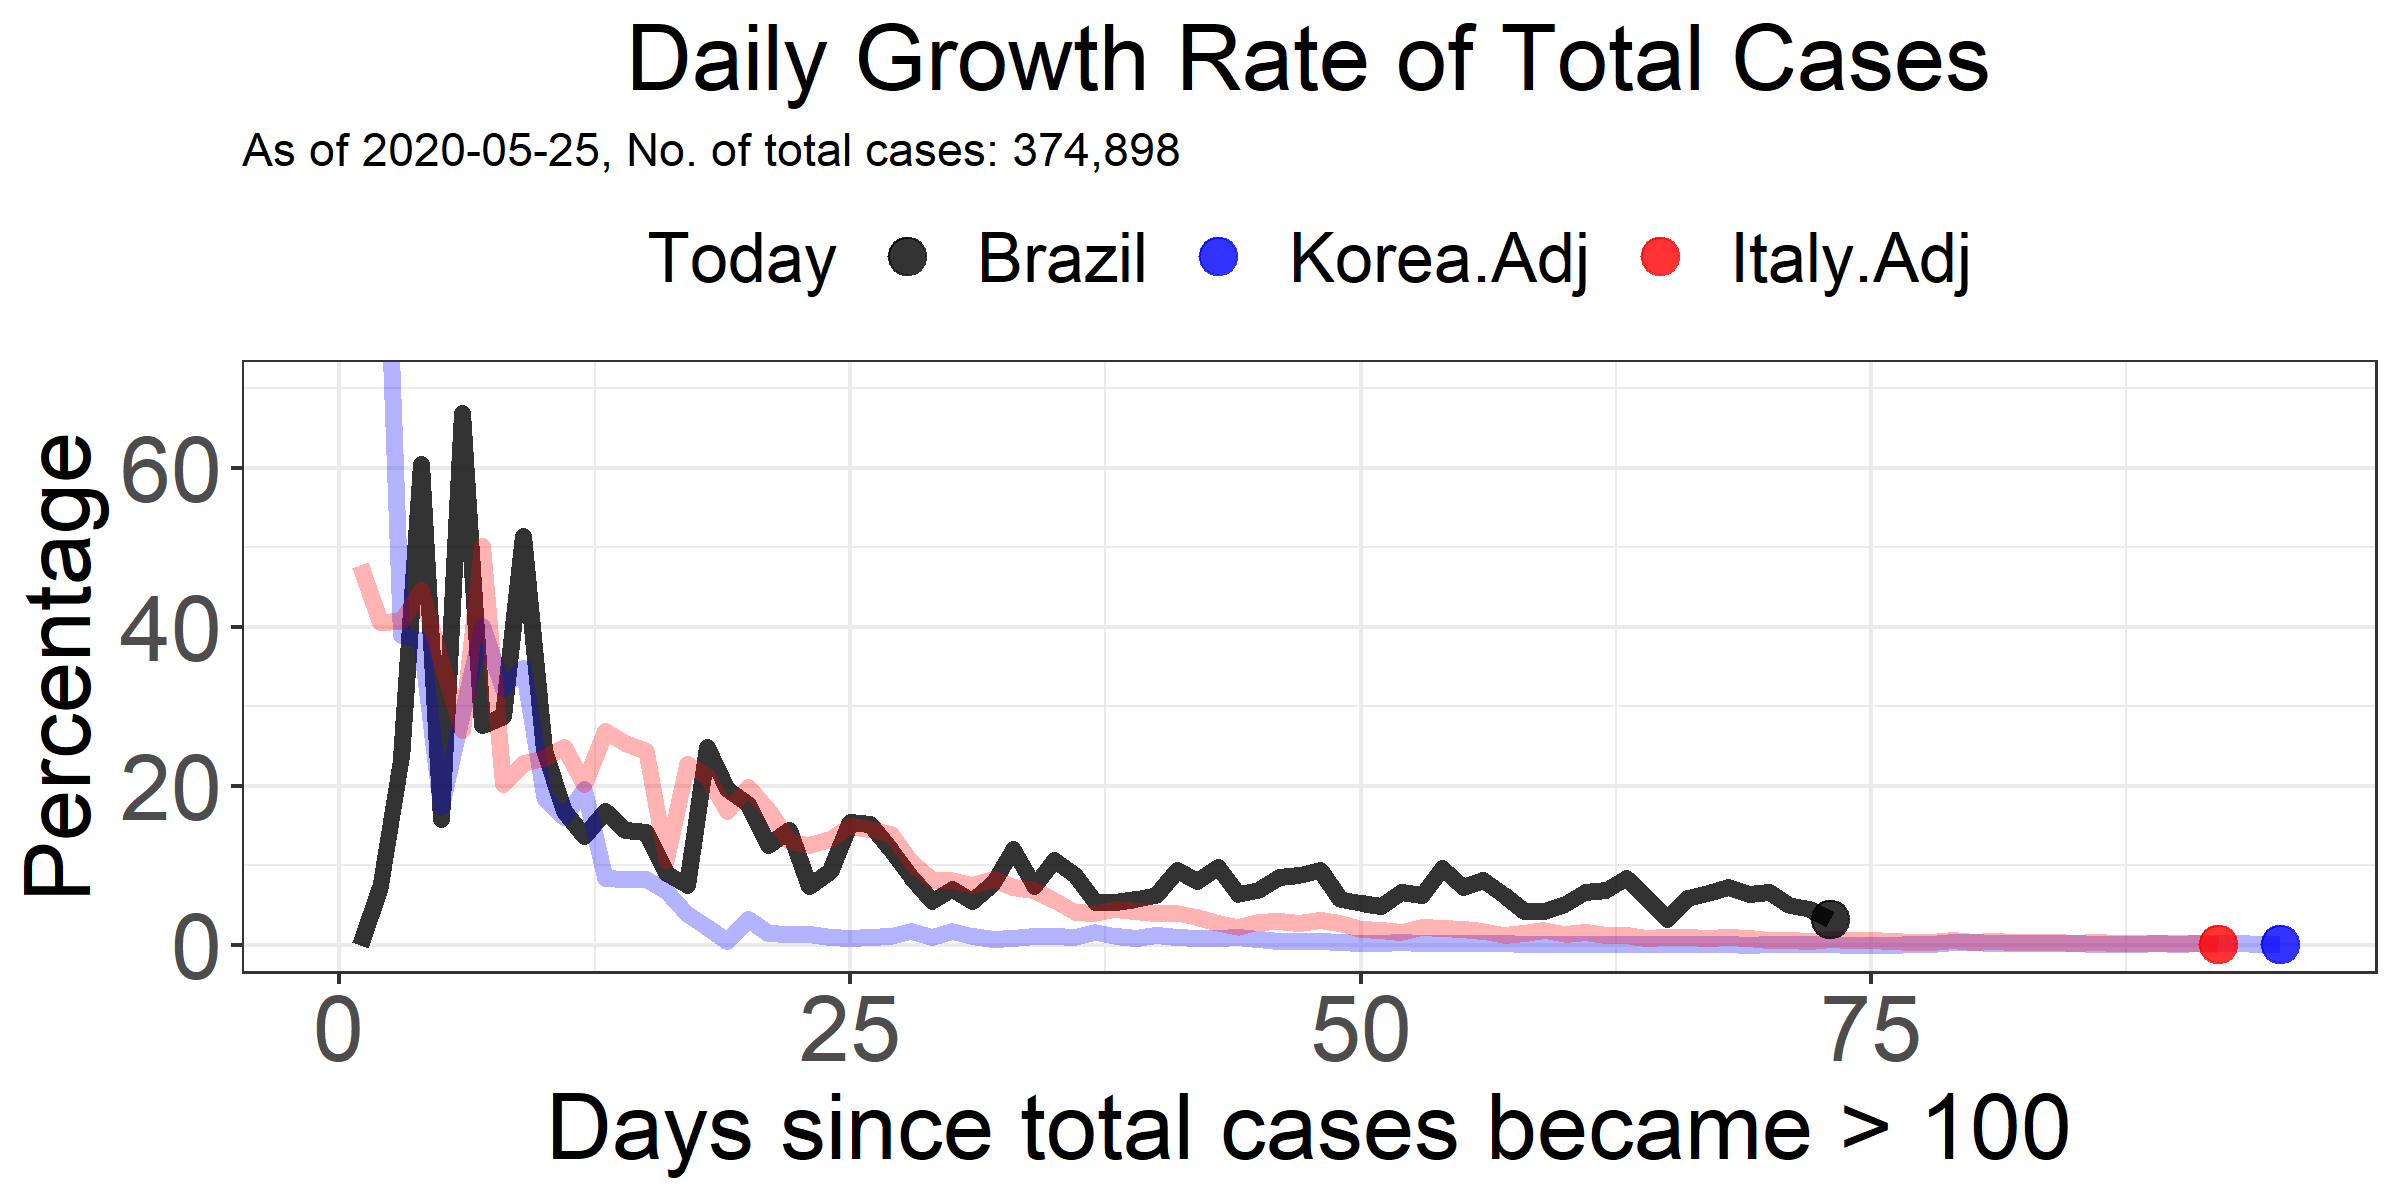 Daily Growth Rate of Total Cases
As of 2020-05-25, No. of total cases: 374,898
Today Brazil Korea.Adj Italy.Adj
Percentage
60
40
20
0
0 25 50 75
Days since total cases became > 100